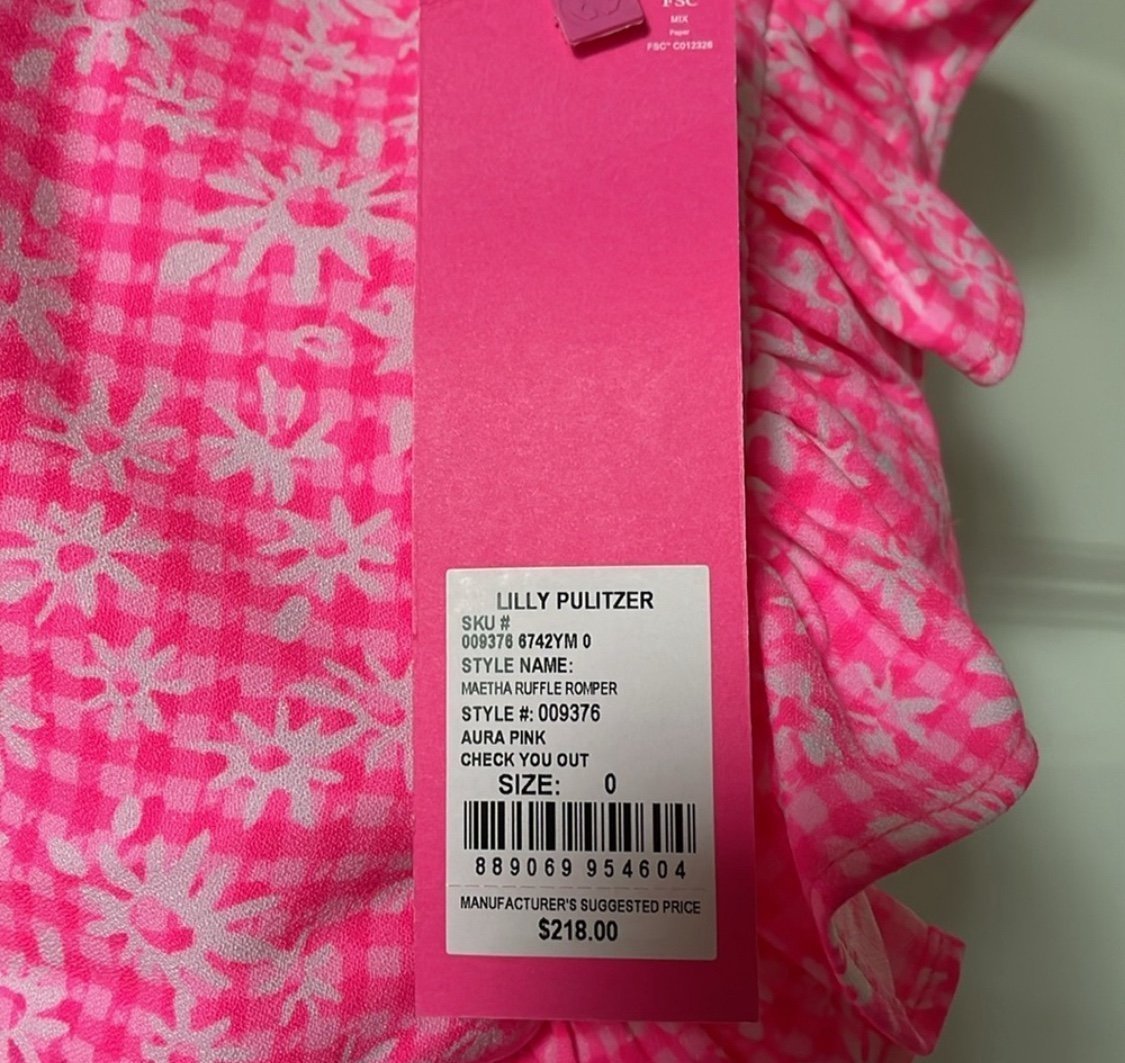 FSC
MIX
Paper
FSC™ C012326
LILLY PULITZER
SKU #
009376 6742YM 0
STYLE NAME:
MAETHA RUFFLE ROMPER
STYLE #: 009376
AURA PINK
CHECK YOU OUT
SIZE: 0
889069 954604
MANUFACTURER'S SUGGESTED PRICE
$218.00